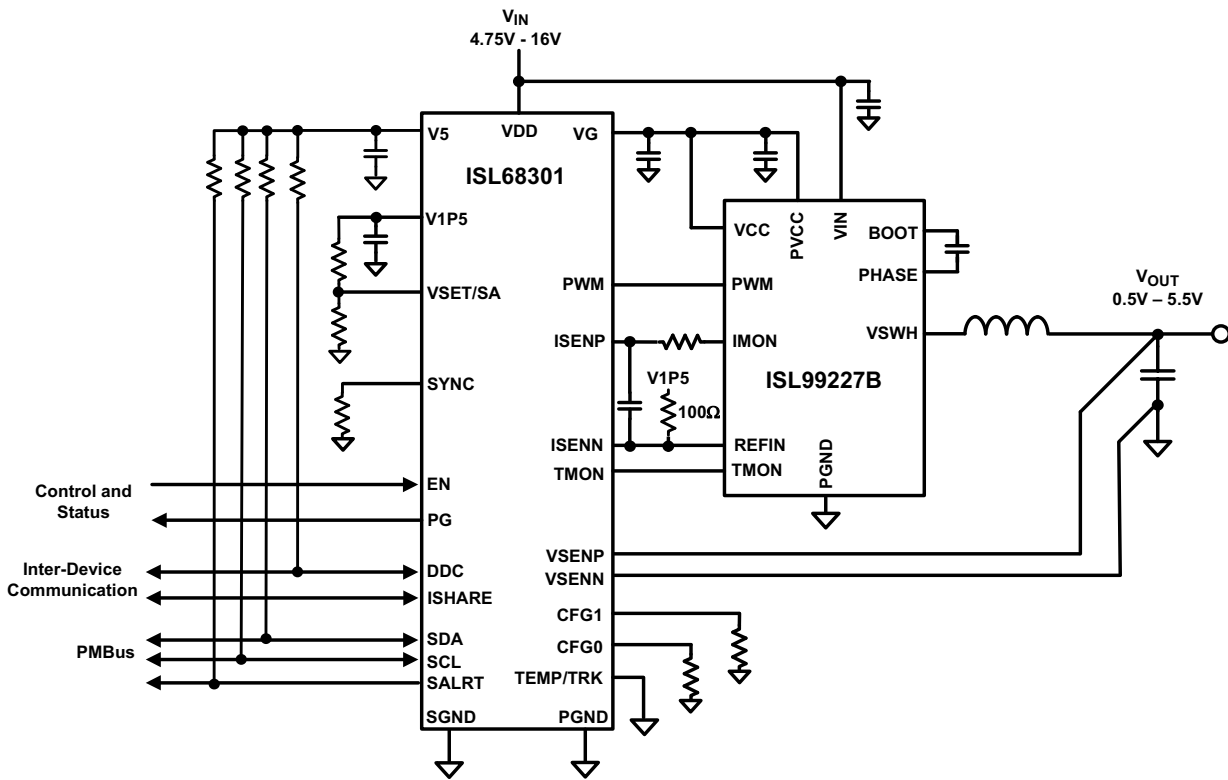 VIN
4.75V - 16V
V5
VDD
VG
ISL68301
V1P5
VSET/SA
PWM
ISENP
SYNC
V1P5
100Ω
ISENN
TMON
VCC
PVCC
VIN
BOOT
PHASE
PWM
VSWH
IMON
ISL99227B
REFIN
TMON
PGND
VOUT
0.5V – 5.5V
Control and
Status
EN
PG
Inter-Device
Communication
DDC
ISHARE
PMBus
SDA
SCL
SALRT
VSENP
VSENN
CFG1
CFG0
TEMP/TRK
SGND
PGND